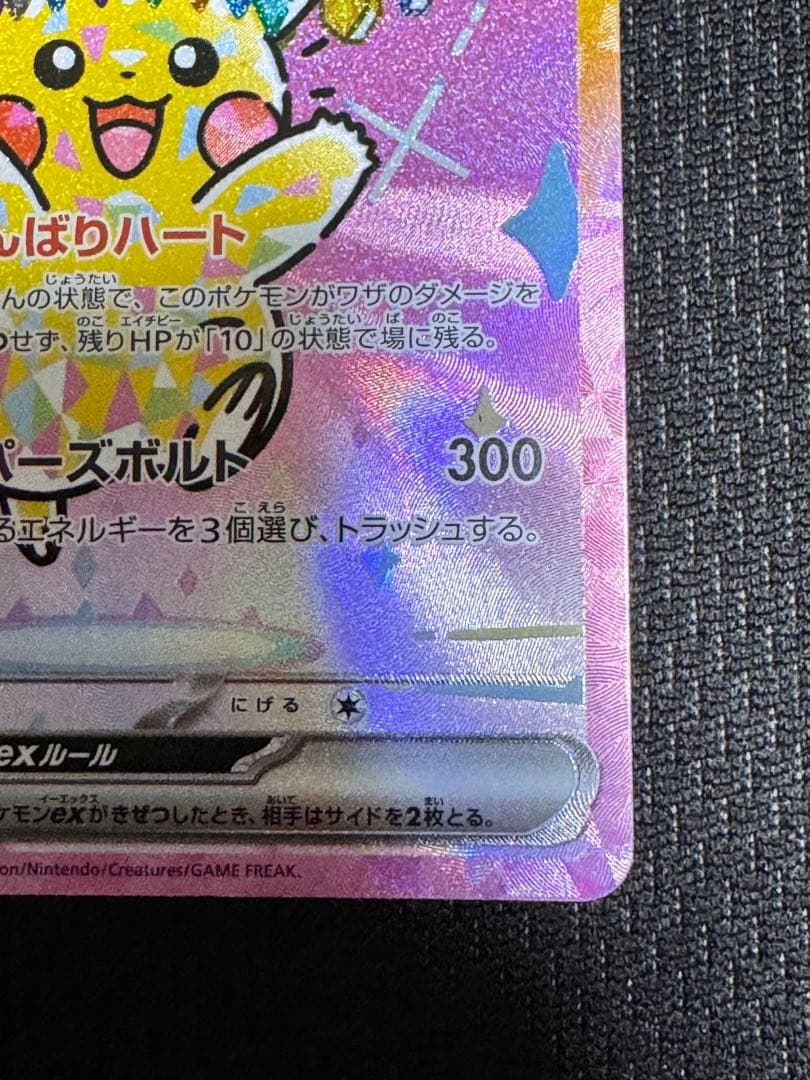 んばりハート
じょうたい
んの状態で、このポケモンがワザのダメージを
のこ エイチピー じょうたい ば のこ
せず、残りHPが「10」の状態で場に残る。
パーズボルト 300
こ えら
るエネルギーを3個選び、トラッシュする。
にげる
exルール
イーエックス あいて まい
ケモンexがきぜつしたとき、相手はサイドを2枚とる。
on/Nintendo/Creatures/GAME FREAK.